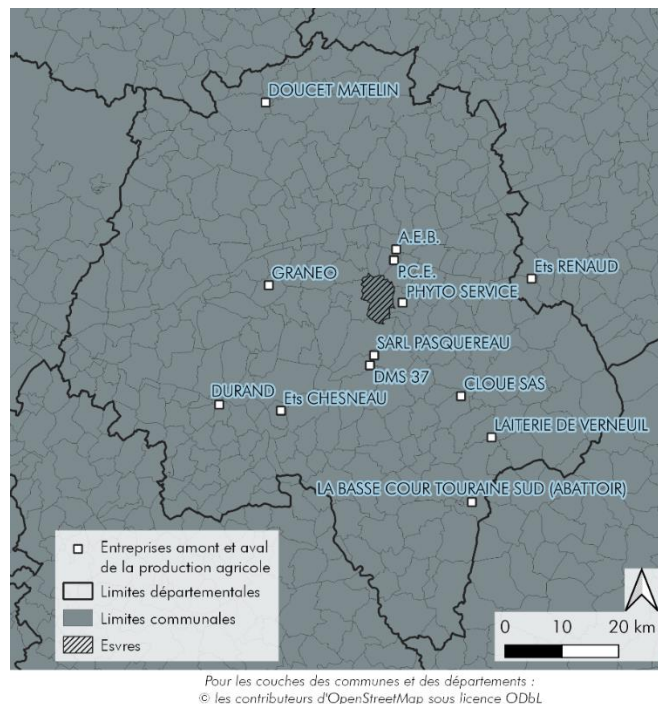 DOUCET MATELIN
A.E.B.
P.C.E.
GRANEO
Ets RENAUD
PHYTO SERVICE
SARL PASQUEREAU
DMS 37
CLOUE SAS
DURAND
Ets CHESNEAU
LAITERIE DE VERNEUIL
LA BASSE COUR TOURAINE SUD (ABATTOIR)
Entreprises amont et aval
de la production agricole
Limites départementales
Limites communales
Esvres
0 10 20 km
Pour les couches des communes et des départements :
© les contributeurs d'OpenStreetMap sous licence ODbL